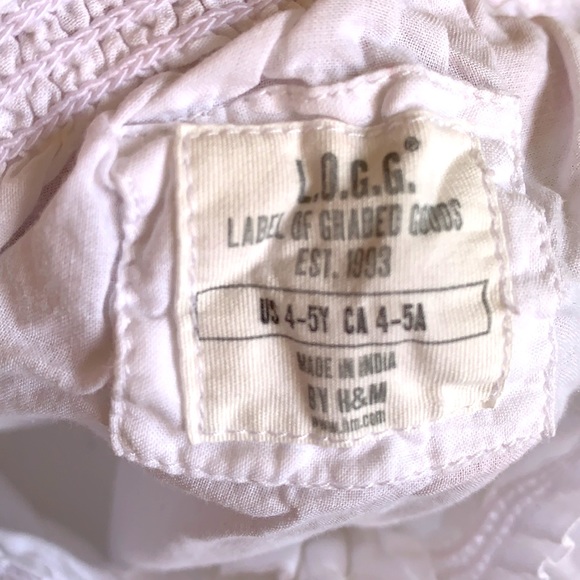 L.O.G.G.®
LABEL OF GRADED GOODS
EST. 1993
US 4-5Y CA 4-5A
MADE IN INDIA
BY H&M
www.hm.com